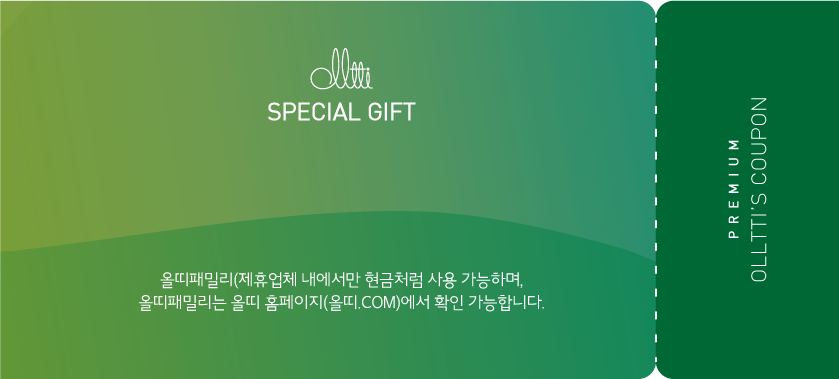 olltti
SPECIAL GIFT
올띠패밀리(제휴업체 내에서만 현금처럼 사용 가능하며,
올띠패밀리는 올띠 홈페이지(올띠.COM)에서 확인 가능합니다.
PREMIUM
OLLTTI'S COUPON